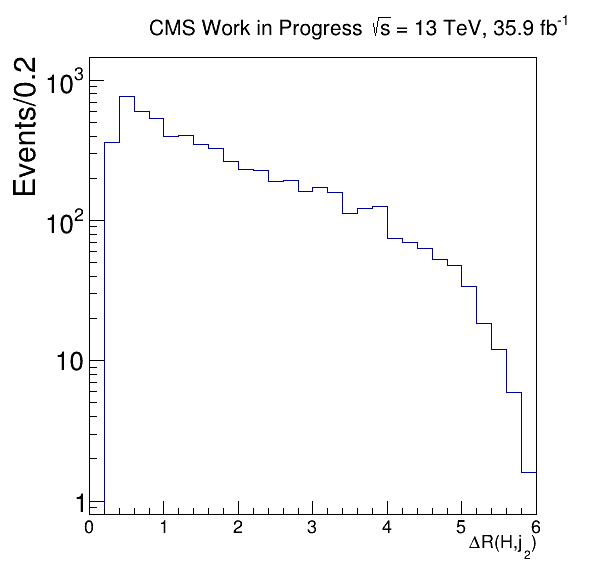 CMS Work in Progress √s = 13 TeV, 35.9 fb⁻¹
Events/0.2
10³
10²
10
1
0 1 2 3 4 5 6
ΔR(H,j₂)